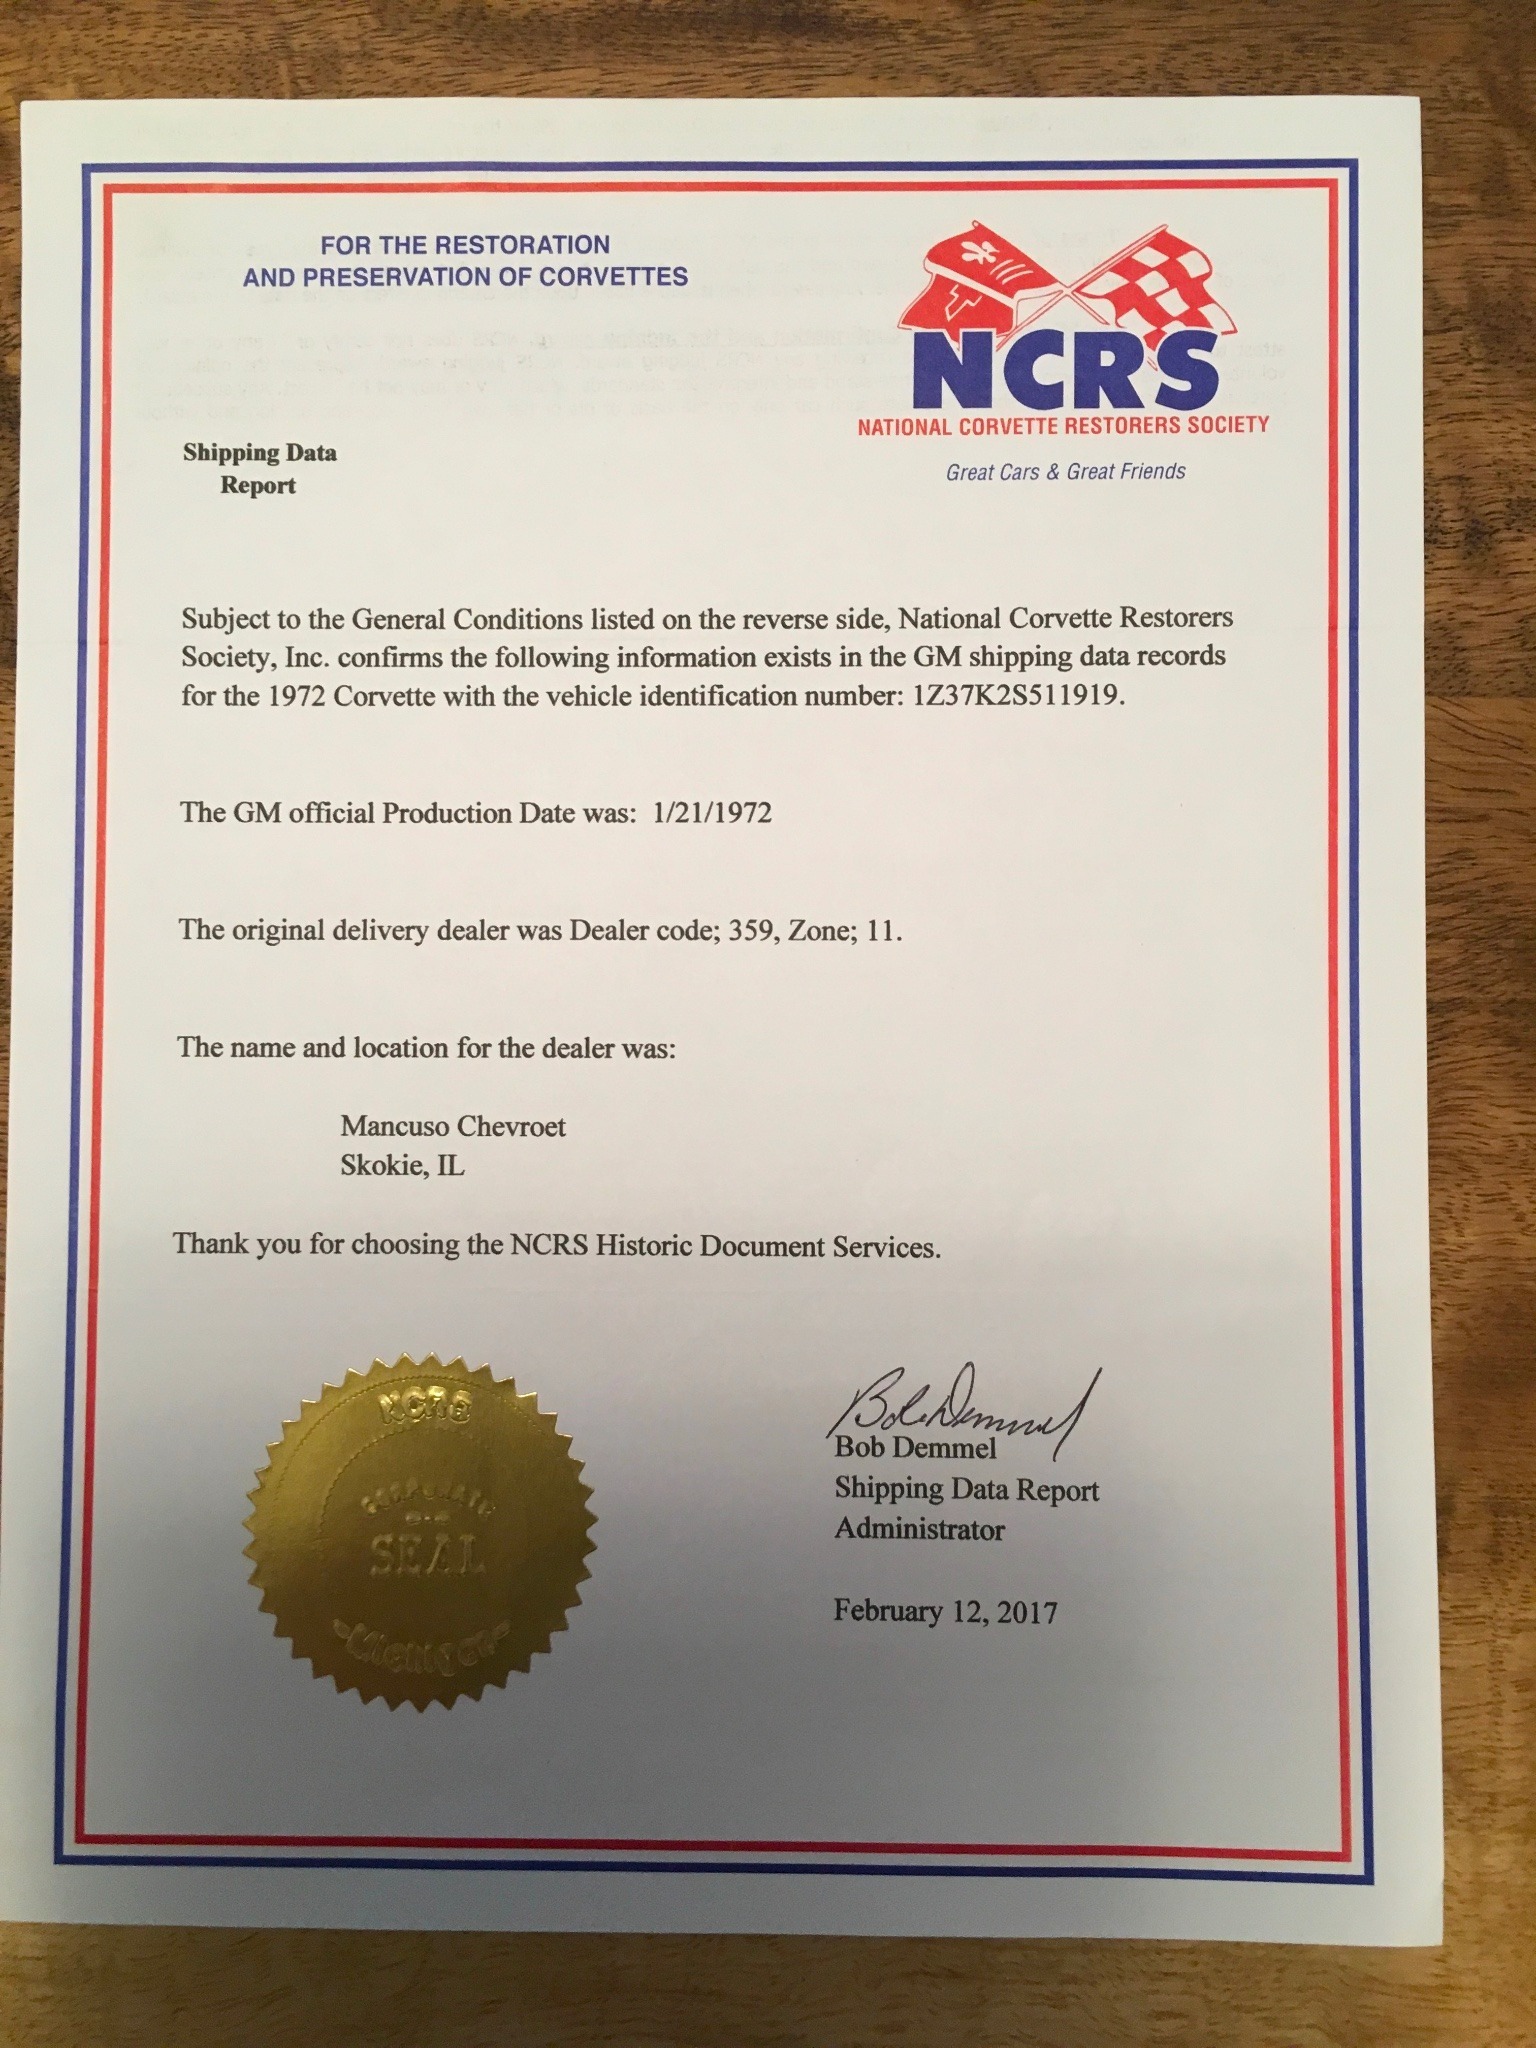 FOR THE RESTORATION
AND PRESERVATION OF CORVETTES
NCRS
NATIONAL CORVETTE RESTORERS SOCIETY
Great Cars & Great Friends
Shipping Data
Report
Subject to the General Conditions listed on the reverse side, National Corvette Restorers
Society, Inc. confirms the following information exists in the GM shipping data records
for the 1972 Corvette with the vehicle identification number: 1Z37K2S511919.
The GM official Production Date was: 1/21/1972
The original delivery dealer was Dealer code; 359, Zone; 11.
The name and location for the dealer was:
Mancuso Chevroet
Skokie, IL
Thank you for choosing the NCRS Historic Document Services.
NCRS
CORPORATE
SEAL
Michigan
Bob Demmel
Bob Demmel
Shipping Data Report
Administrator
February 12, 2017